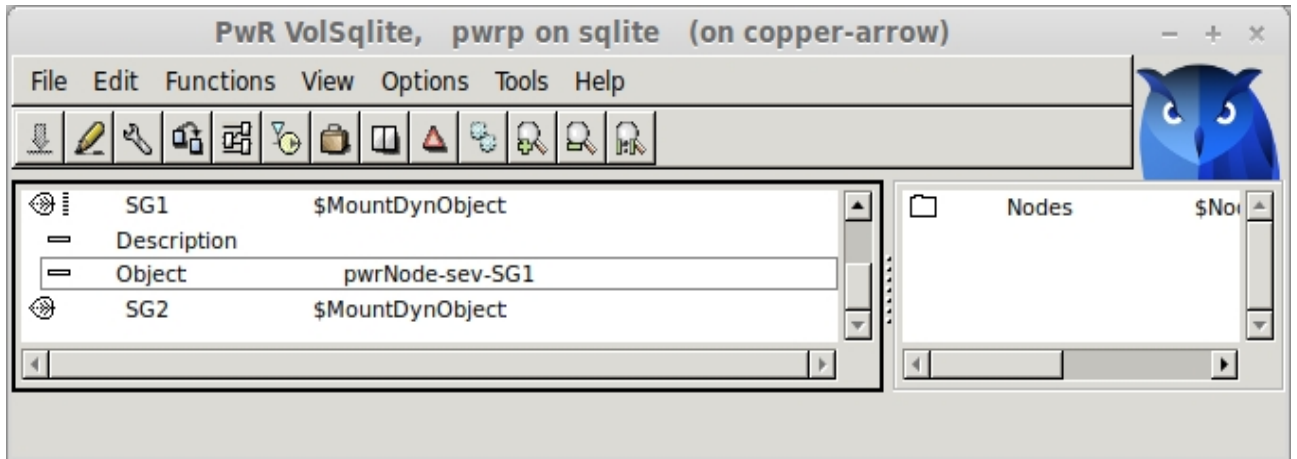 PwR VolSqlite, pwrp on sqlite (on copper-arrow)
File Edit Functions View Options Tools Help
SG1 $MountDynObject
Description
Object pwrNode-sev-SG1
SG2 $MountDynObject
Nodes $No